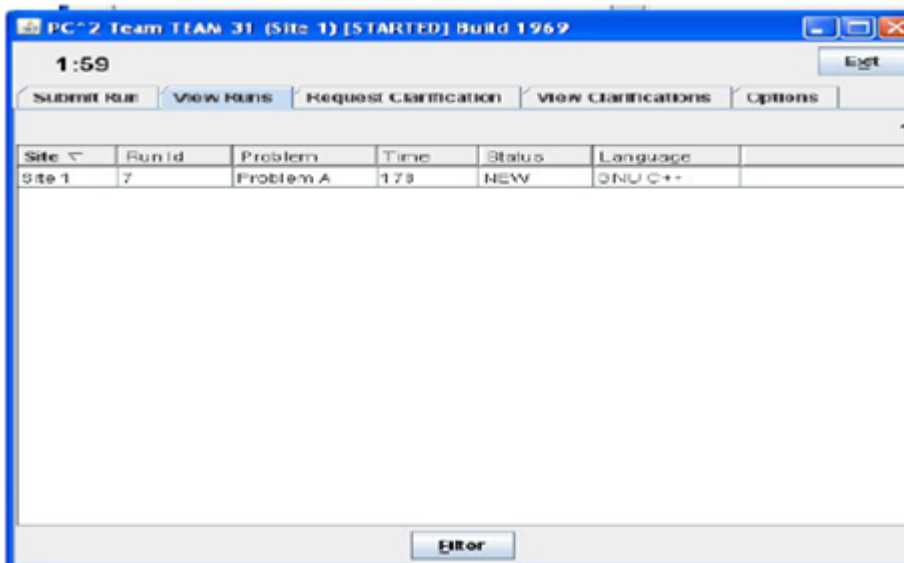 PC^2 Team TEAM 31 (Site 1) [STARTED] Build 1969
1:59
Exit
Submit Run View Runs Request Clarification View Clarifications Options
Site Run Id Problem Time Status Language
Site 1 7 Problem A 178 NEW GNU C++
Filter